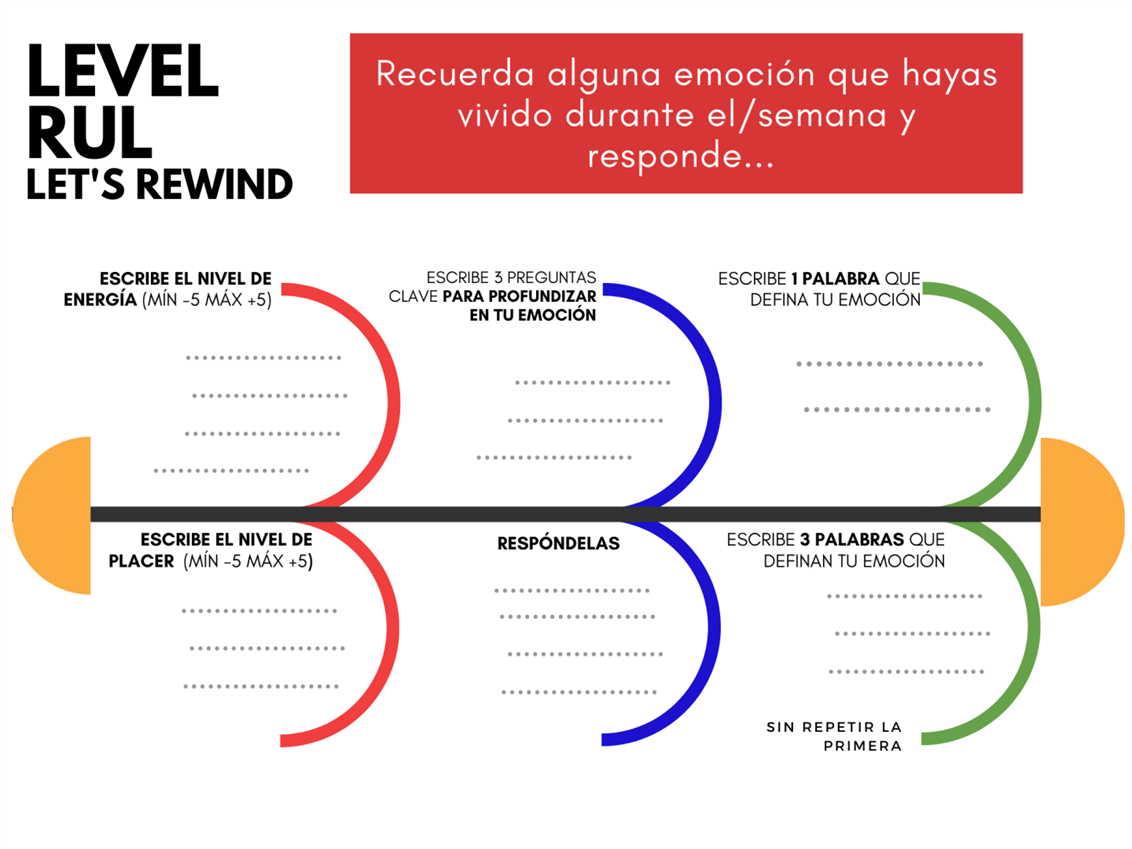 LEVEL
RUL
LET'S REWIND
Recuerda alguna emoción que hayas
vivido durante el/semana y
responde...
ESCRIBE EL NIVEL DE
ENERGÍA (MÍN -5 MÁX +5)
ESCRIBE 3 PREGUNTAS
CLAVE PARA PROFUNDIZAR
EN TU EMOCIÓN
ESCRIBE 1 PALABRA QUE
DEFINA TU EMOCIÓN
ESCRIBE EL NIVEL DE
PLACER (MÍN -5 MÁX +5)
RESPÓNDELAS
ESCRIBE 3 PALABRAS QUE
DEFINAN TU EMOCIÓN
SIN REPETIR LA
PRIMERA